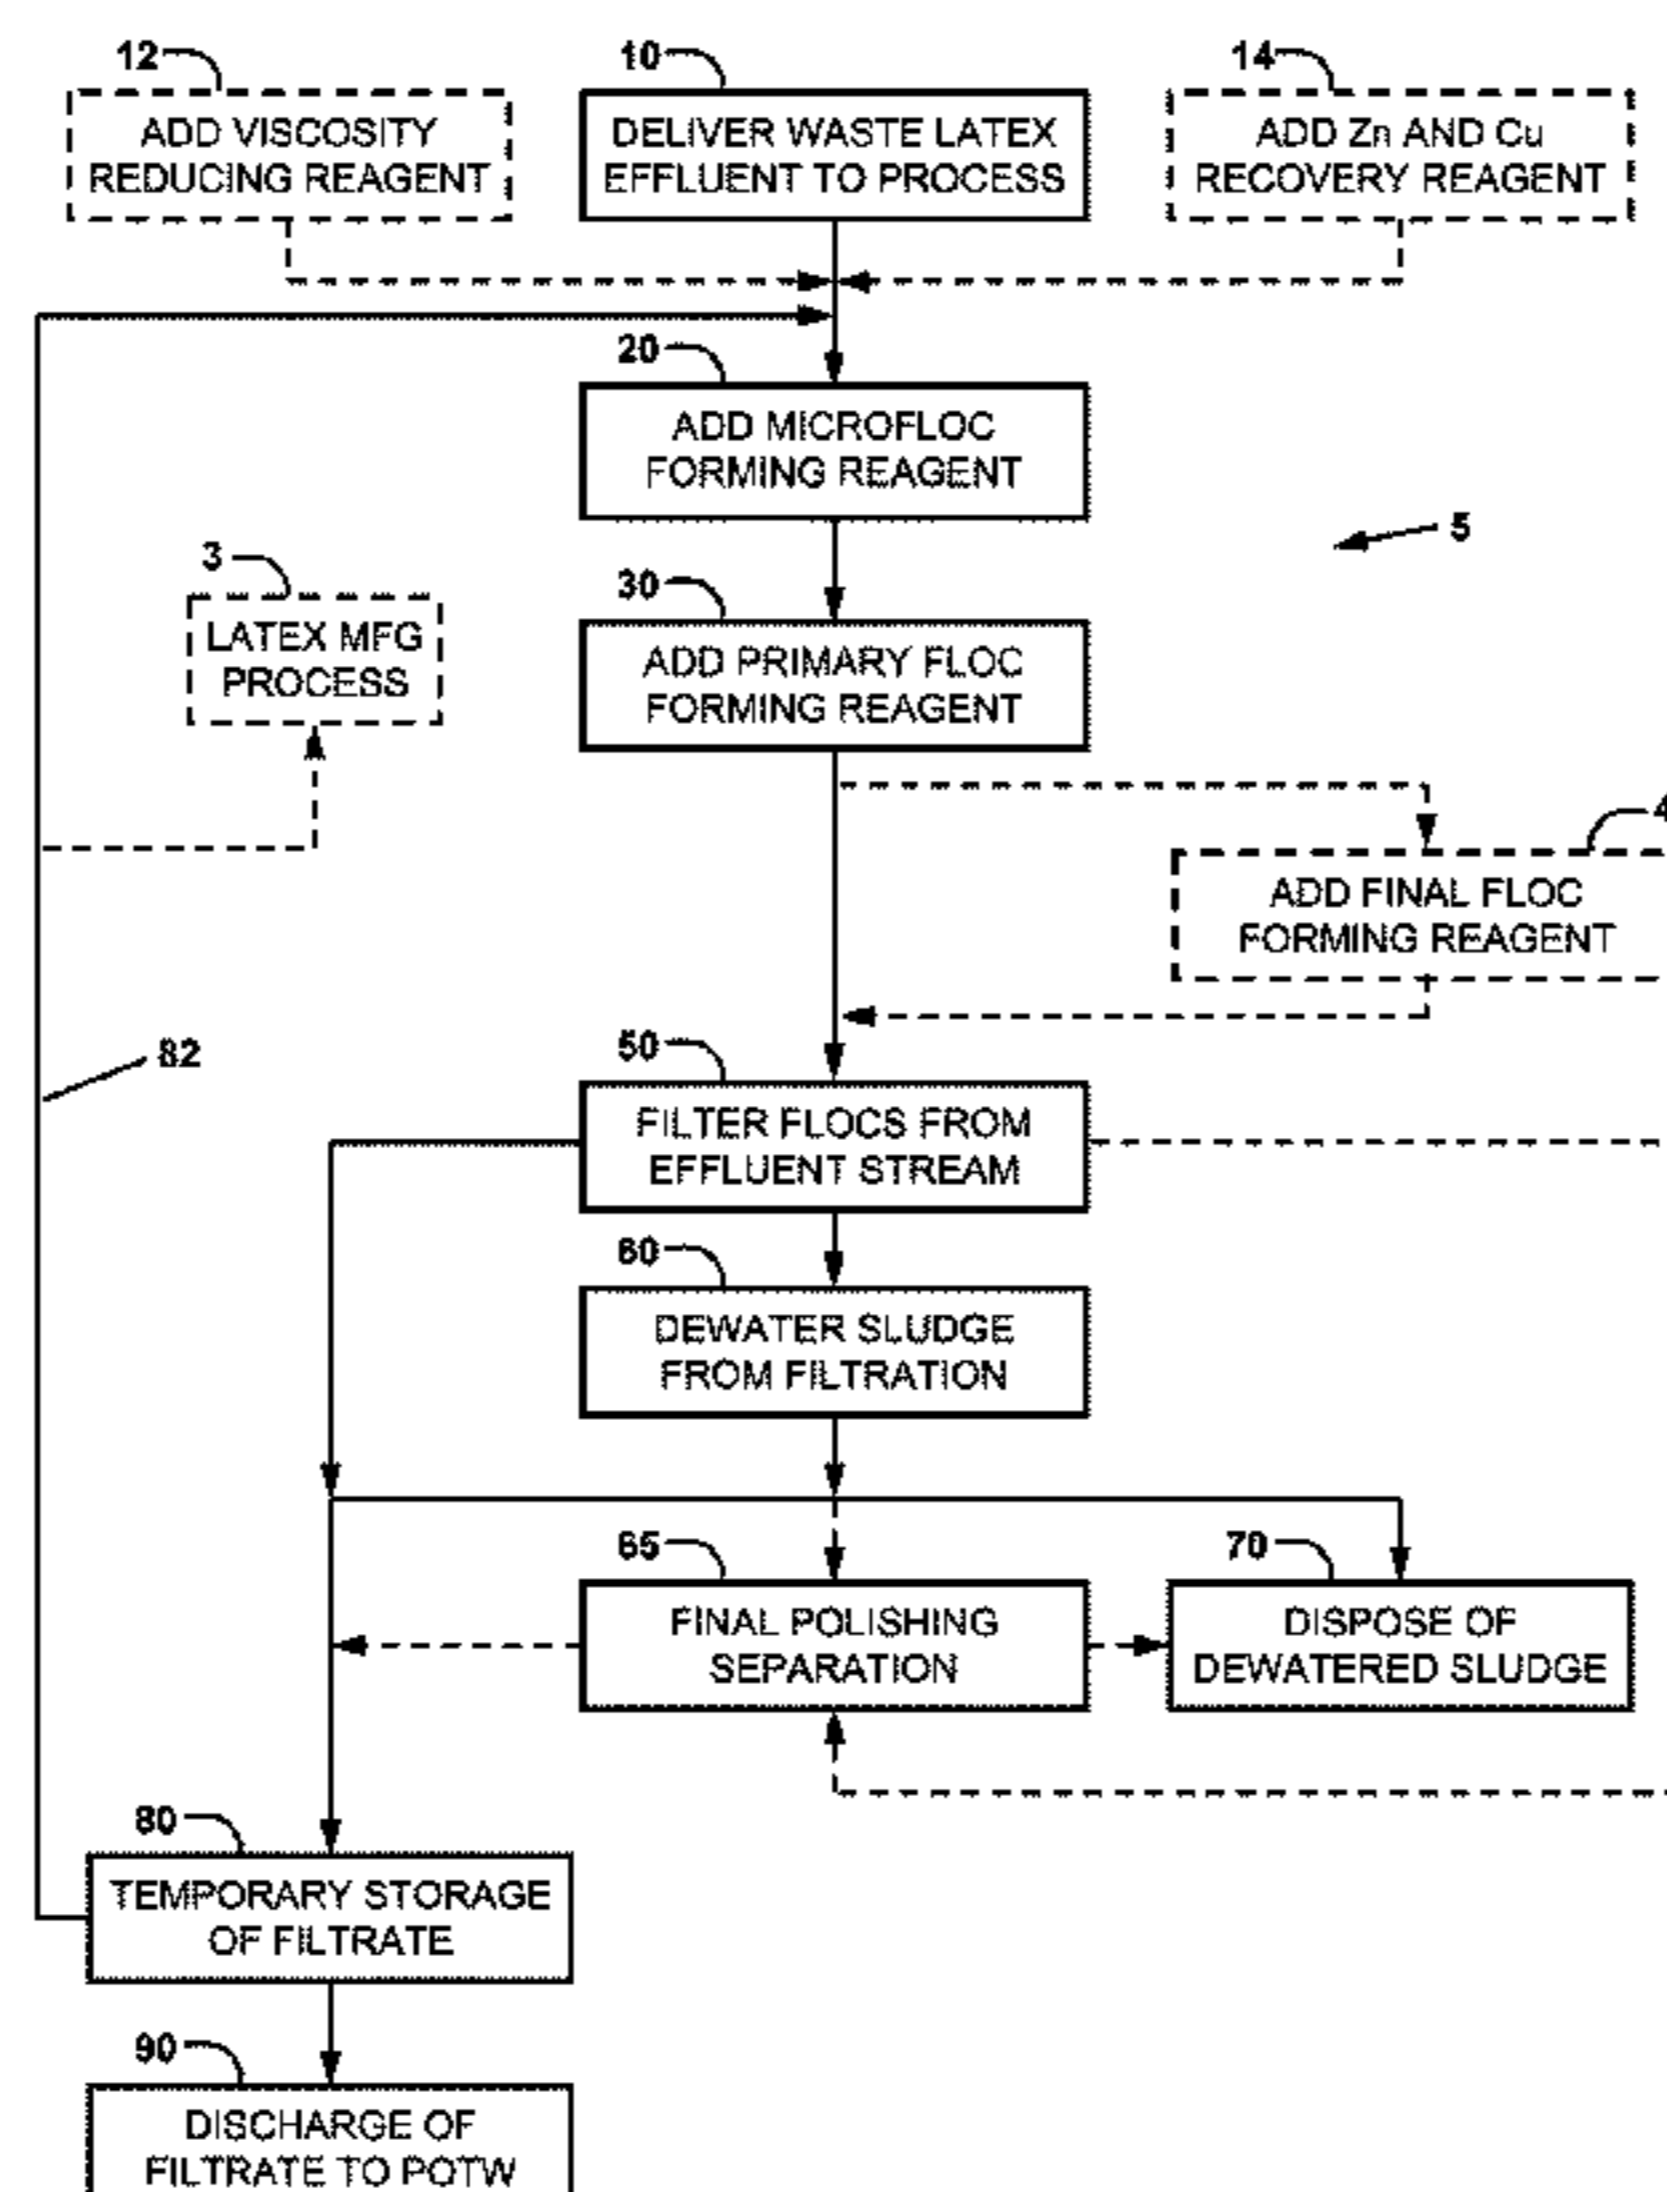 12
10
14
ADD VISCOSITY
REDUCING REAGENT
DELIVER WASTE LATEX
EFFLUENT TO PROCESS
ADD Zn AND Cu
RECOVERY REAGENT
20
ADD MICROFLOC
FORMING REAGENT
5
3
LATEX MFG
PROCESS
30
ADD PRIMARY FLOC
FORMING REAGENT
4
ADD FINAL FLOC
FORMING REAGENT
82
50
FILTER FLOCS FROM
EFFLUENT STREAM
60
DEWATER SLUDGE
FROM FILTRATION
65
FINAL POLISHING
SEPARATION
70
DISPOSE OF
DEWATERED SLUDGE
80
TEMPORARY STORAGE
OF FILTRATE
90
DISCHARGE OF
FILTRATE TO POTW